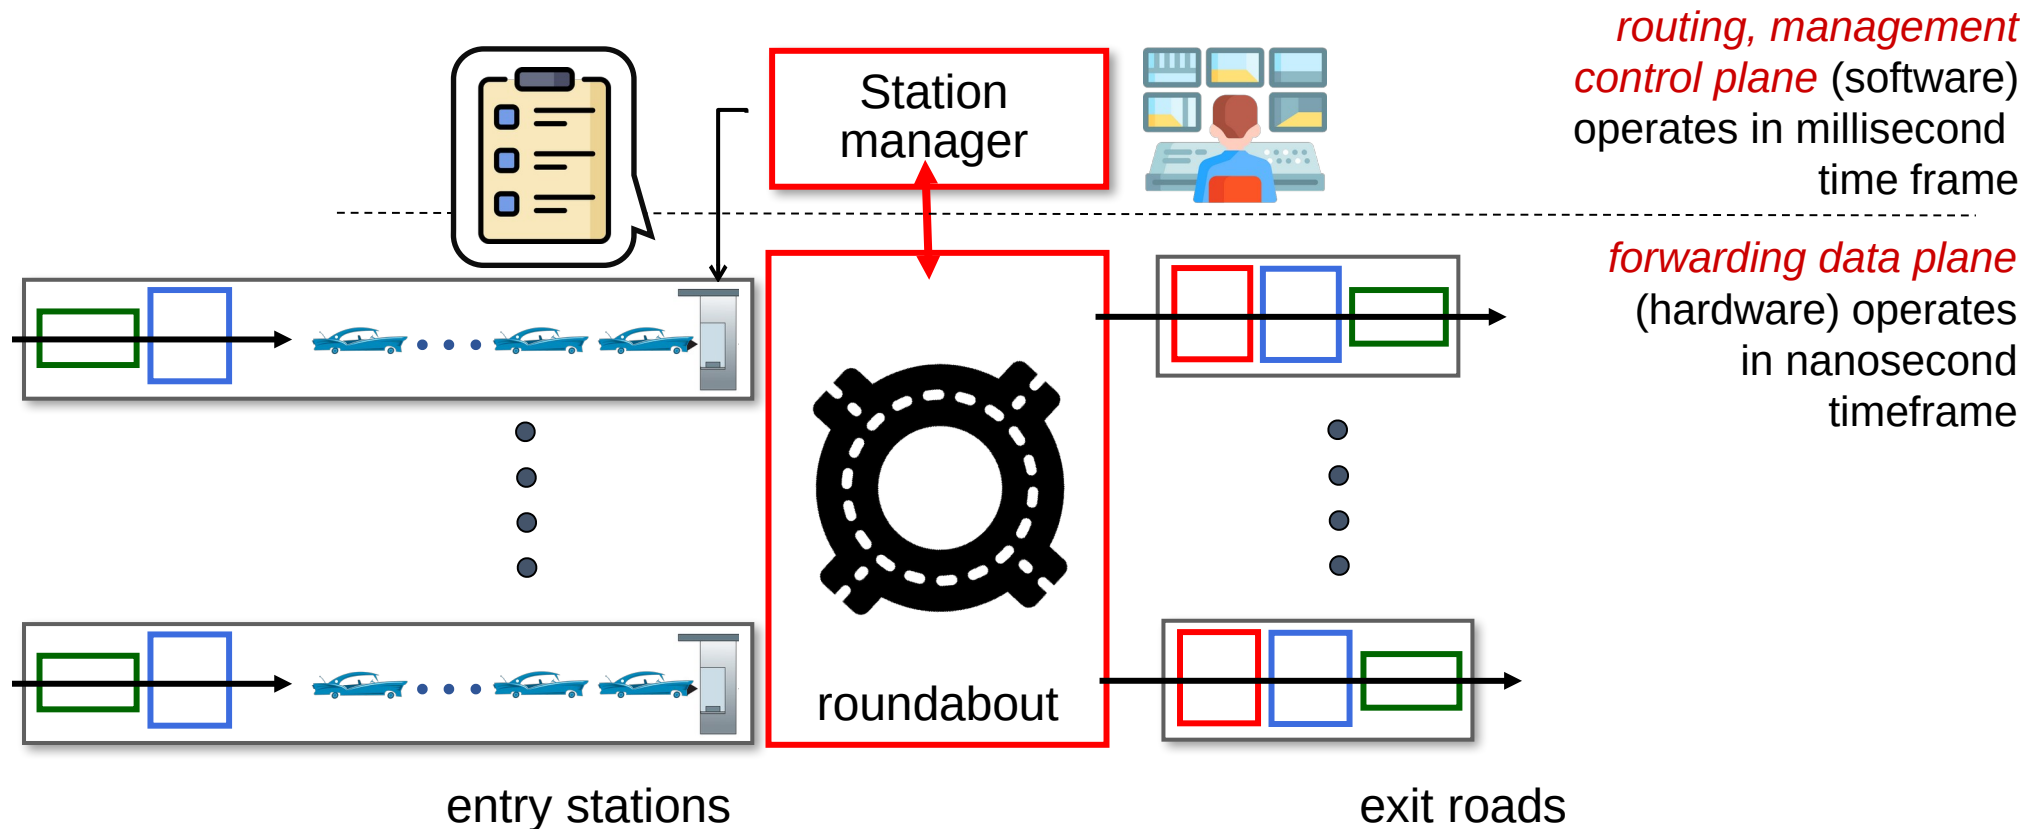 Station
manager
routing, management
control plane (software)
operates in millisecond
time frame
forwarding data plane
(hardware) operates
in nanosecond
timeframe
roundabout
entry stations
exit roads